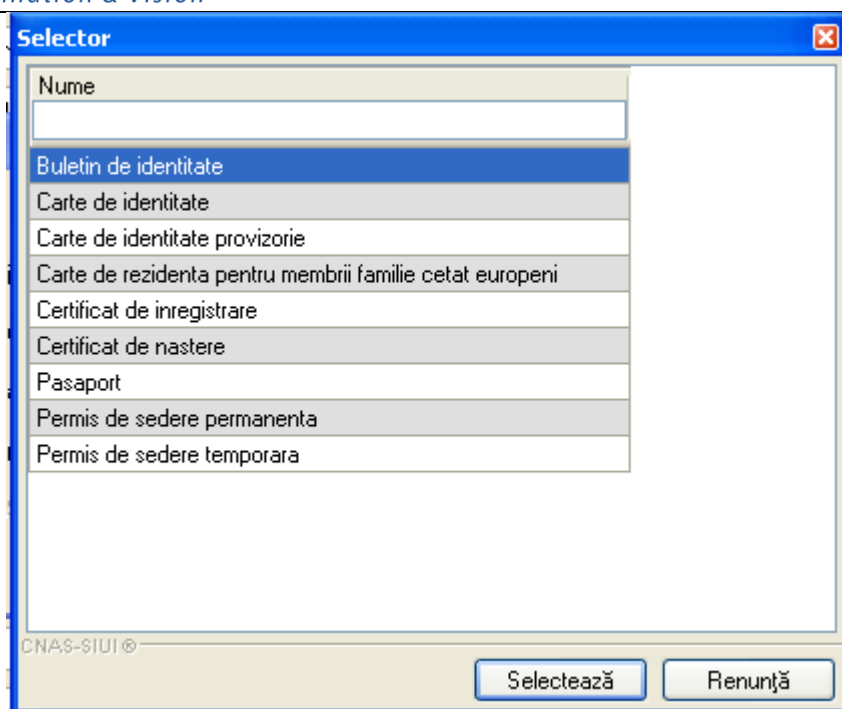 Selector
Nume
Buletin de identitate
Carte de identitate
Carte de identitate provizorie
Carte de rezidenta pentru membrii familie cetat europeni
Certificat de inregistrare
Certificat de nastere
Pasaport
Permis de sedere permanenta
Permis de sedere temporara
CNAS-SIUI®
Selectează Renunţă